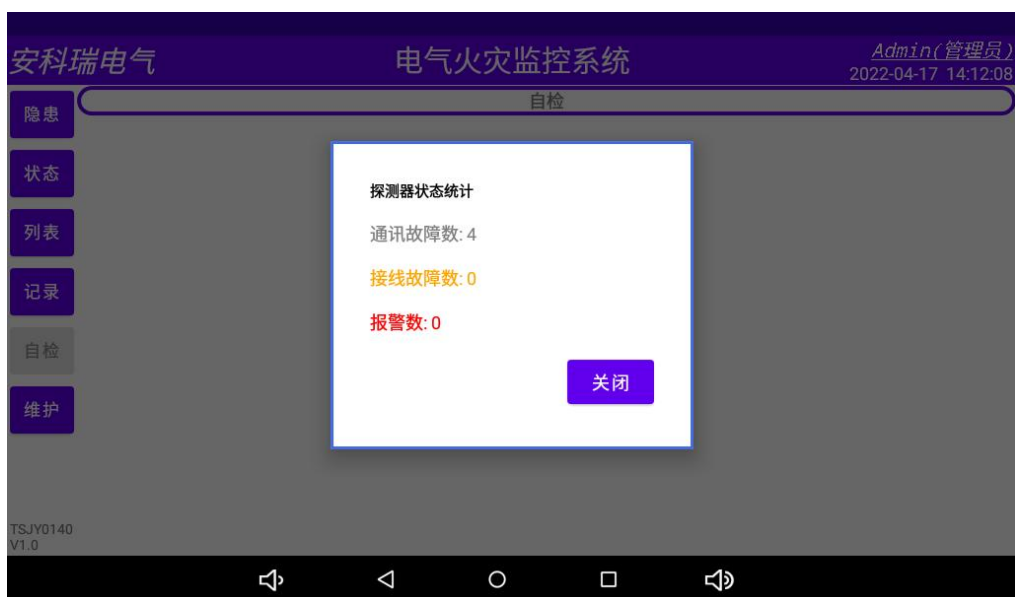 安科瑞电气
电气火灾监控系统
Admin(管理员)
2022-04-17 14:12:08
自检
隐患
状态
列表
记录
自检
维护
探测器状态统计
通讯故障数: 4
接线故障数: 0
报警数: 0
关闭
TSJY0140
V1.0